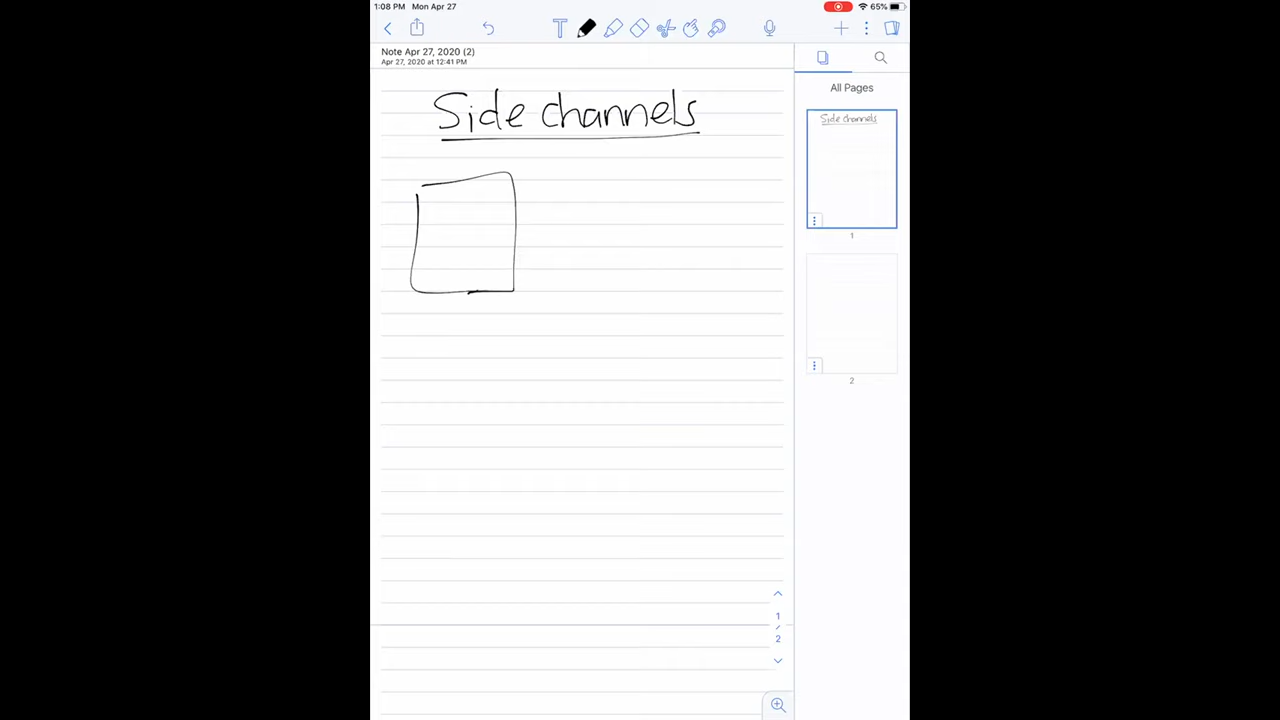 1:08 PM Mon Apr 27
65%
T
Note Apr 27, 2020 (2)
Apr 27, 2020 at 12:41 PM
All Pages
Side channels
Side channels
1
2
1
/
2